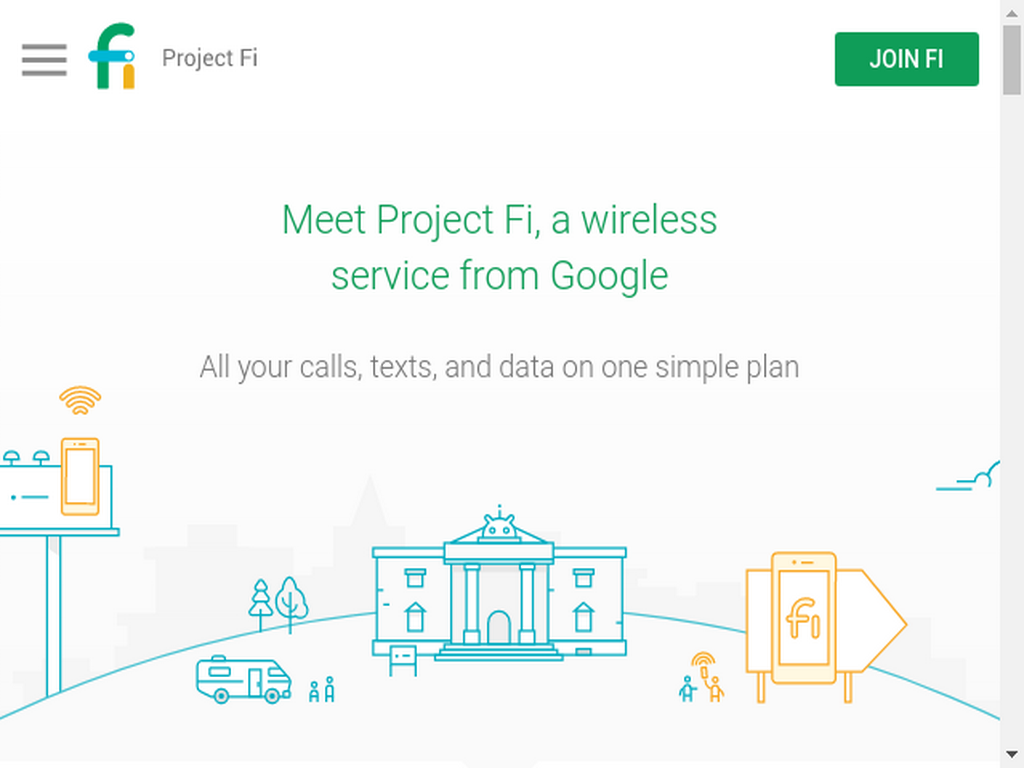 fi
Project Fi
JOIN FI
Meet Project Fi, a wireless
service from Google
All your calls, texts, and data on one simple plan
fi